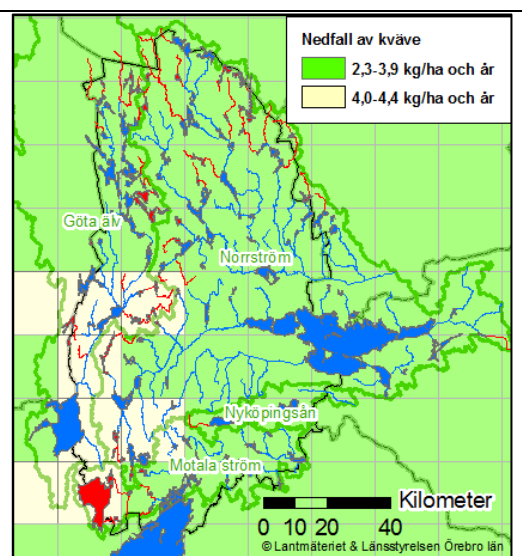 Nedfall av kväve
2,3-3,9 kg/ha och år
4,0-4,4 kg/ha och år
Göta älv
Norrström
Nyköpingsån
Motala ström
Kilometer
0 10 20 40
© Lantmäteriet & Länsstyrelsen Örebro län